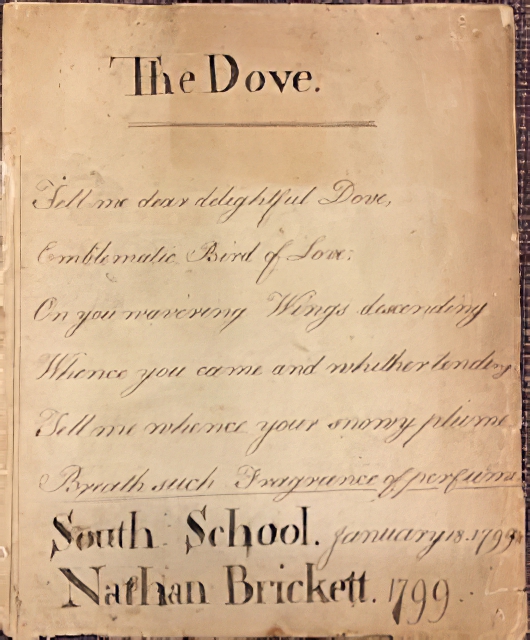 The Dove.
Tell me dear delightful Dove,
Emblematic Bird of Love:
On you wavering Wings descending
Whence you came and whither tending
Tell me whence your snowy plume
Breath such Fragrance of perfume
South School. January 18. 1799
Nathan Brickett. 1799.